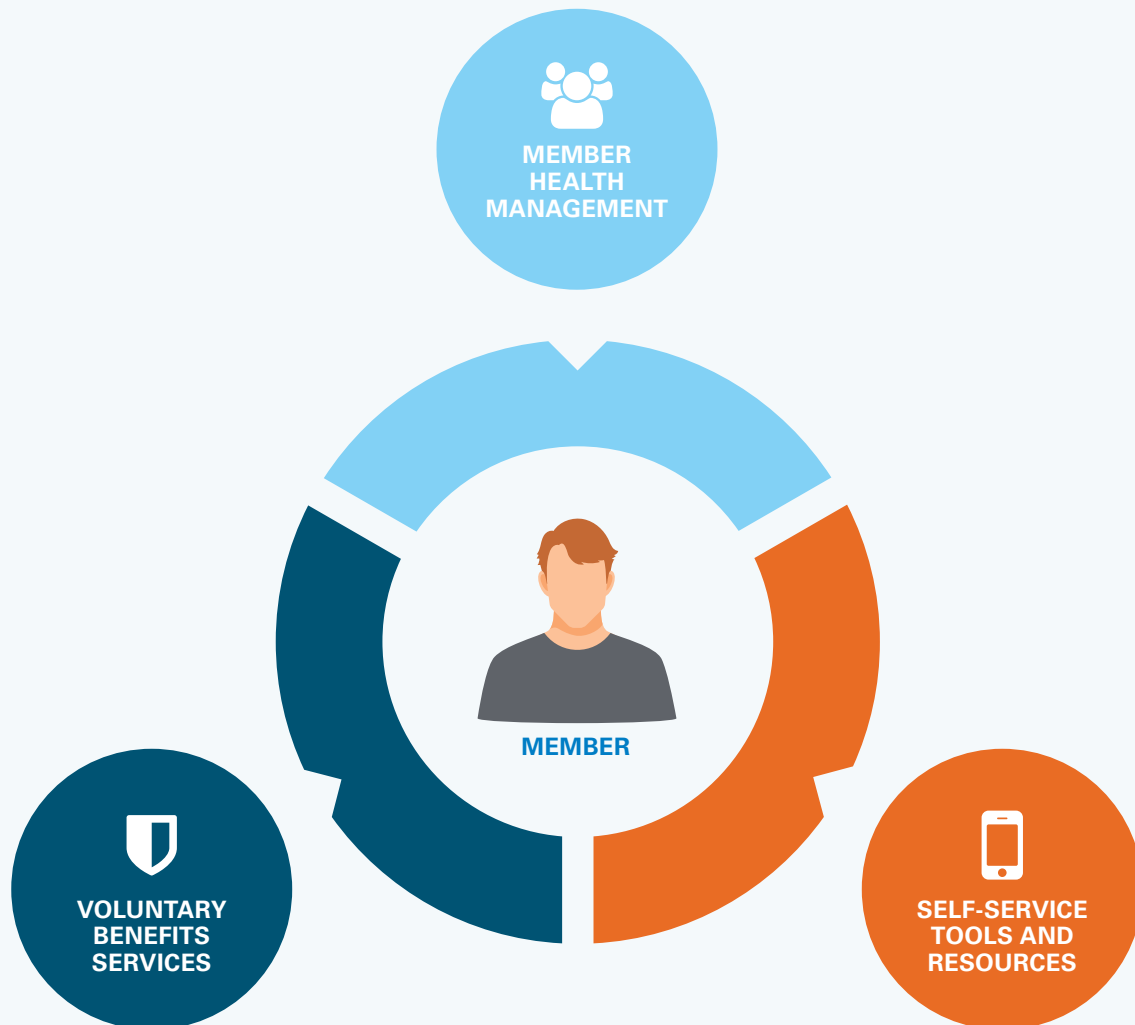 MEMBER
HEALTH
MANAGEMENT
MEMBER
VOLUNTARY
BENEFITS
SERVICES
SELF-SERVICE
TOOLS AND
RESOURCES